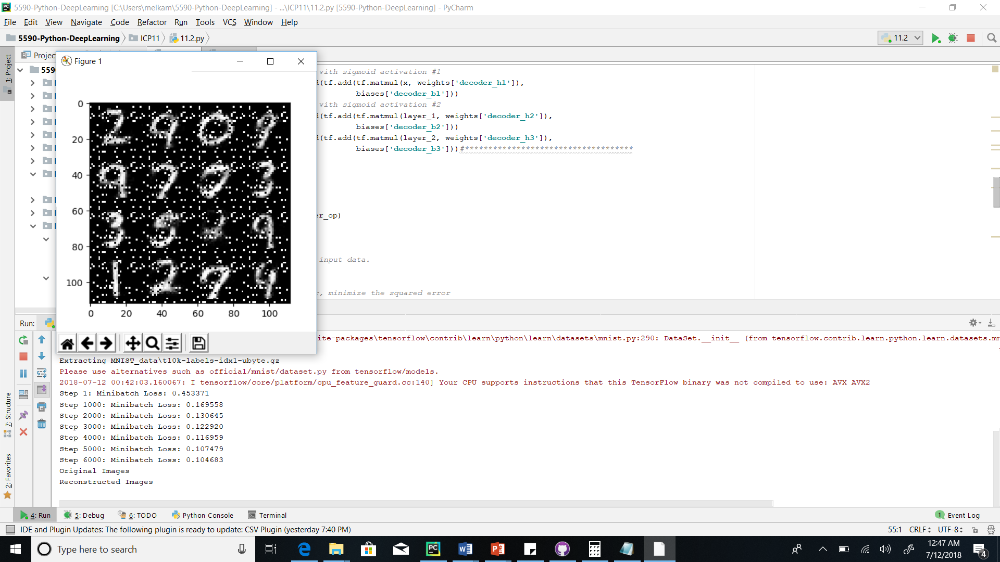 5590-Python-DeepLearning [C:\Users\melkam\5590-Python-DeepLearning] - ...\ICP11\11.2.py [5590-Python-DeepLearning] - PyCharm
File Edit View Navigate Code Refactor Run Tools VCS Window Help
5590-Python-DeepLearning ICP11 11.2.py
11.2
1: Project
Projec
559
Figure 1
0
20
40
60
80
100
0 20 40 60 80 100
with sigmoid activation #1
(tf.add(tf.matmul(x, weights['decoder_h1']),
biases['decoder_b1']))
with sigmoid activation #2
(tf.add(tf.matmul(layer_1, weights['decoder_h2']),
biases['decoder_b2']))
(tf.add(tf.matmul(layer_2, weights['decoder_h3']),
biases['decoder_b3']))#************************************
er_op)
input data.
, minimize the squared error
Run:
ite-packages\tensorflow\contrib\learn\python\learn\datasets\mnist.py:290: DataSet.__init__ (from tensorflow.contrib.learn.python.learn.datasets.mn
Extracting MNIST_data\t10k-labels-idx1-ubyte.gz
Please use alternatives such as official/mnist/dataset.py from tensorflow/models.
2018-07-12 00:42:03.160067: I tensorflow/core/platform/cpu_feature_guard.cc:140] Your CPU supports instructions that this TensorFlow binary was not compiled to use: AVX AVX2
Step 1: Minibatch Loss: 0.453371
Step 1000: Minibatch Loss: 0.169558
Step 2000: Minibatch Loss: 0.130645
Step 3000: Minibatch Loss: 0.122920
Step 4000: Minibatch Loss: 0.116959
Step 5000: Minibatch Loss: 0.107479
Step 6000: Minibatch Loss: 0.104683
Original Images
Reconstructed Images
7: Structure
2: Favorites
4: Run 5: Debug 6: TODO Python Console Terminal
1 Event Log
IDE and Plugin Updates: The following plugin is ready to update: CSV Plugin (yesterday 7:40 PM)
55:1 CRLF UTF-8
Type here to search
12:47 AM
7/12/2018
4